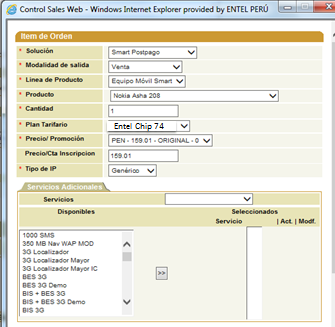 Control Sales Web - Windows Internet Explorer provided by ENTEL PERÚ
Item de Orden
* Solución Smart Postpago
* Modalidad de salida Venta
* Linea de Producto Equipo Móvil Smart
* Producto Nokia Asha 208
* Cantidad 1
* Plan Tarifario Entel Chip 74
* Precio/ Promoción PEN - 159.01 - ORIGINAL - 0
Precio/Cta Inscripcion 159.01
* Tipo de IP Genérico
Servicios Adicionales
Servicios
Disponibles Seleccionados
Servicio | Act. | Modf.
1000 SMS
350 MB Nav WAP MOD
3G Localizador
3G Localizador Mayor
3G Localizador Mayor IC
BES 3G
BES 3G Demo
BIS + BES 3G
BIS + BES 3G Demo
BIS 3G
>>